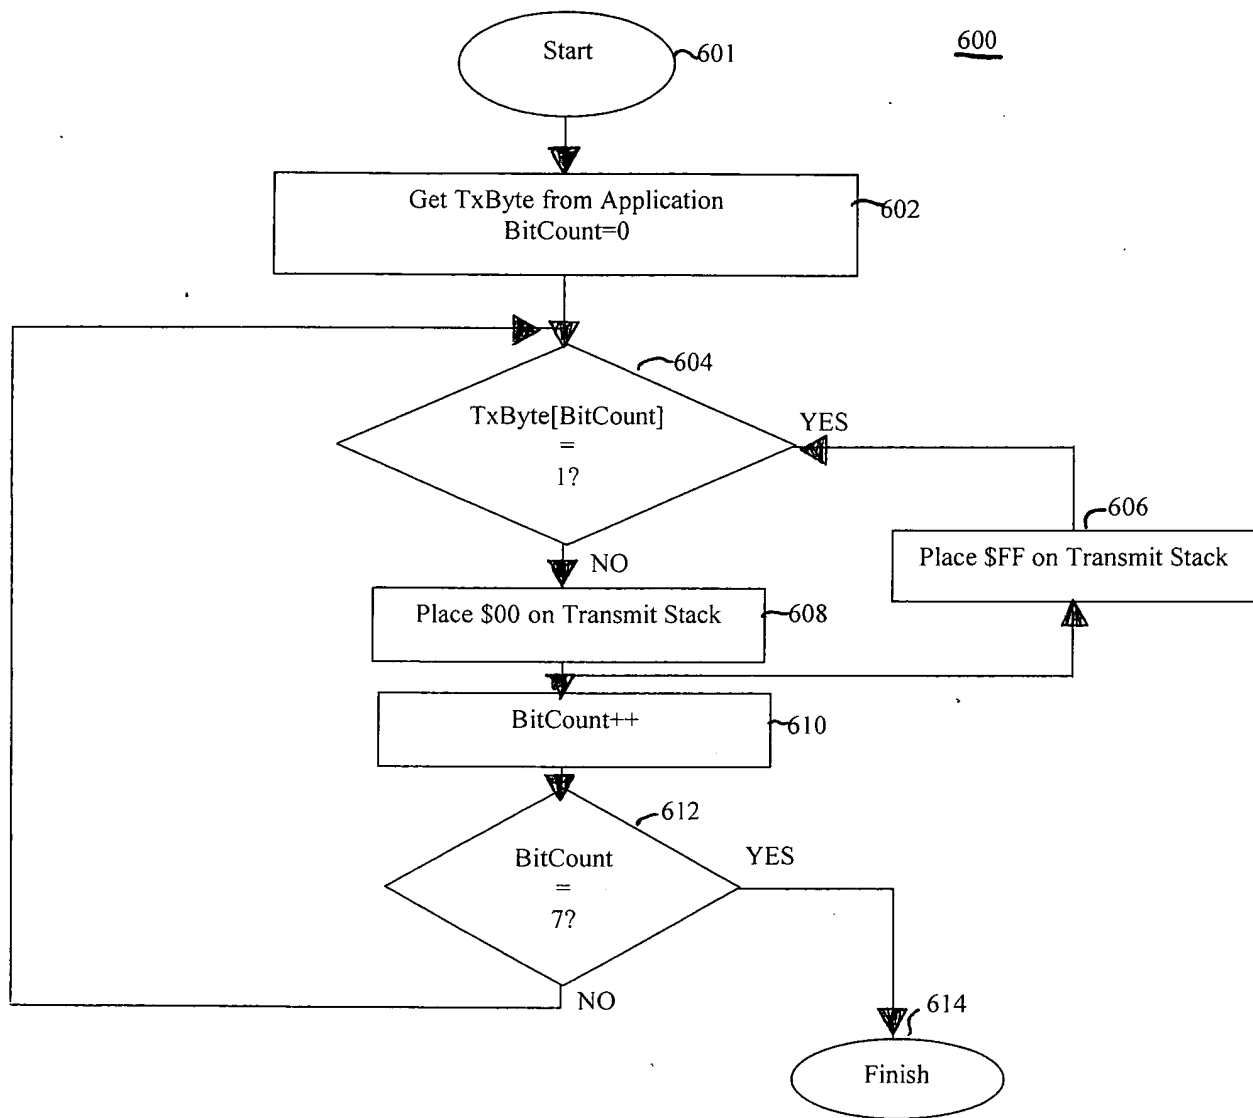 600
Start
601
Get TxByte from Application
BitCount=0
602
604
TxByte[BitCount]
=
1?
YES
606
Place $FF on Transmit Stack
NO
Place $00 on Transmit Stack
608
BitCount++
610
612
BitCount
=
7?
YES
NO
614
Finish